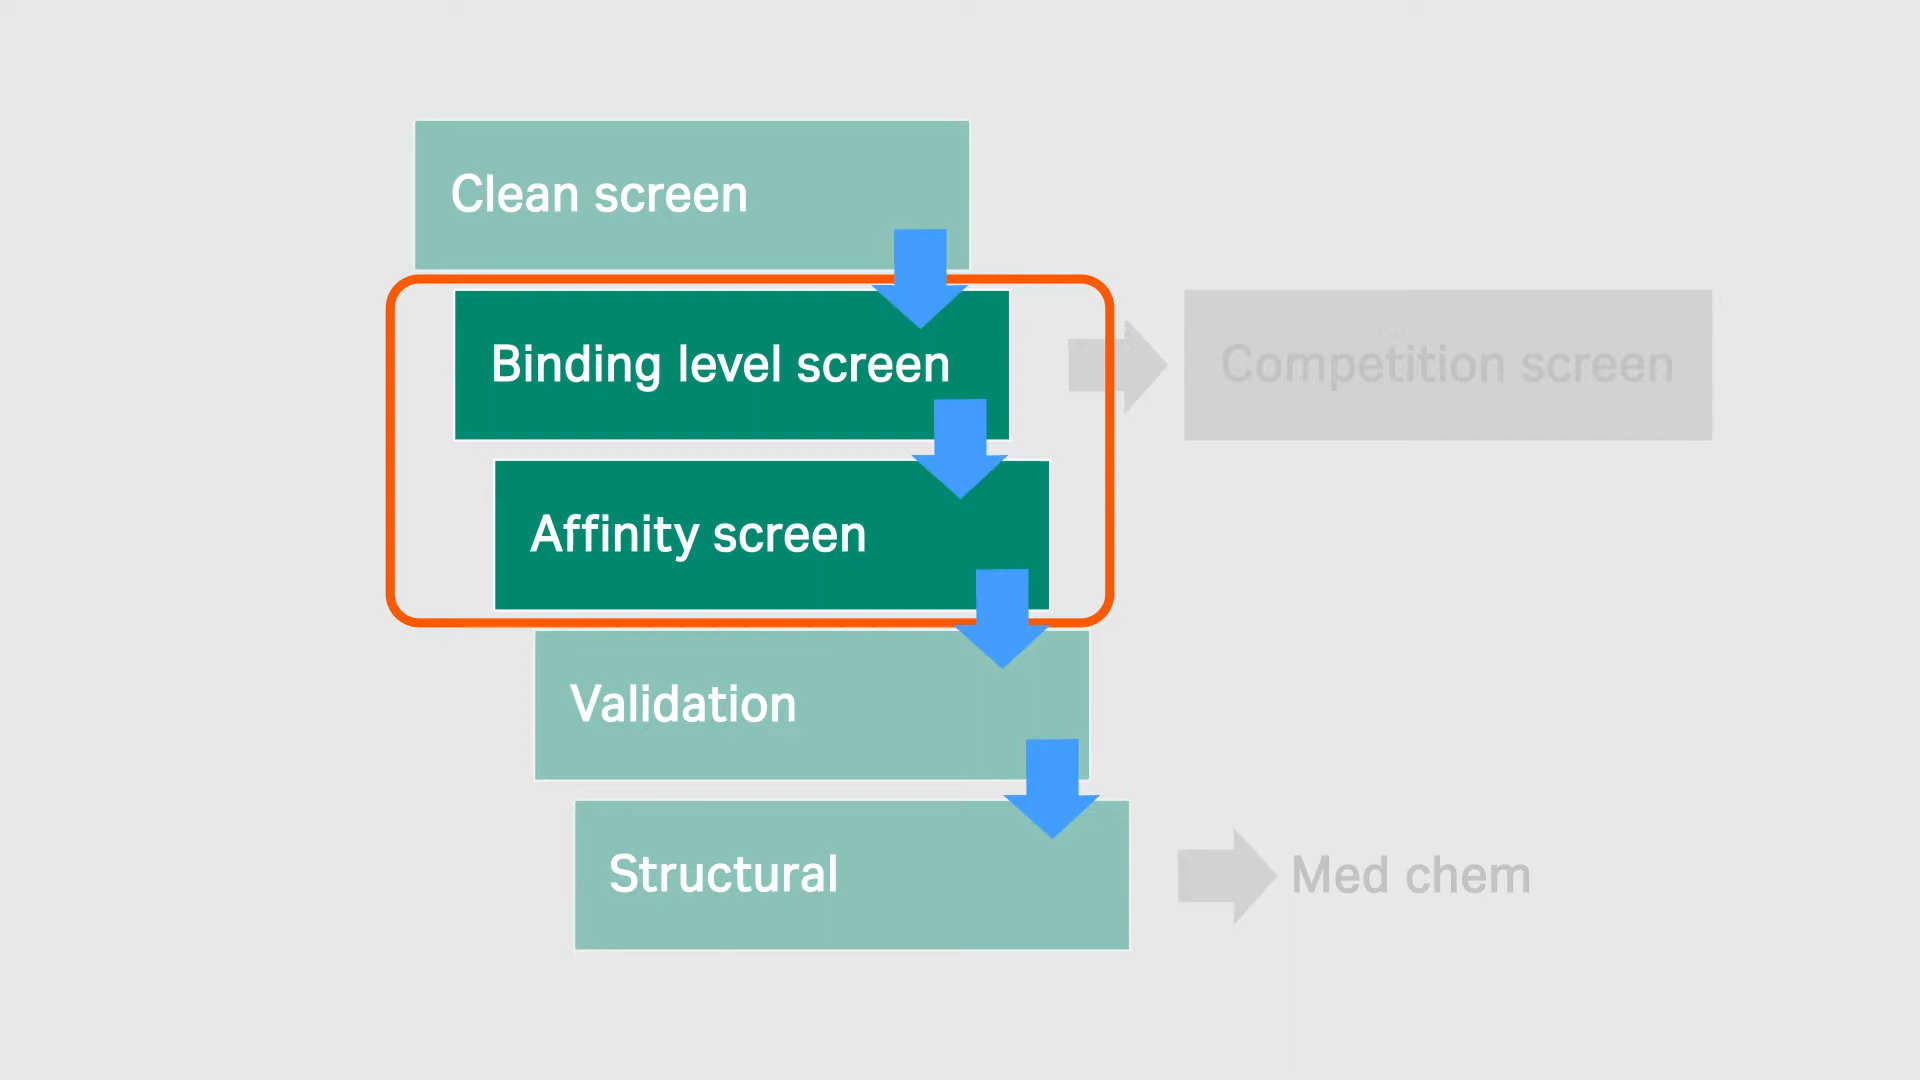 Clean screen
Binding level screen
Competition screen
Affinity screen
Validation
Structural
Med chem